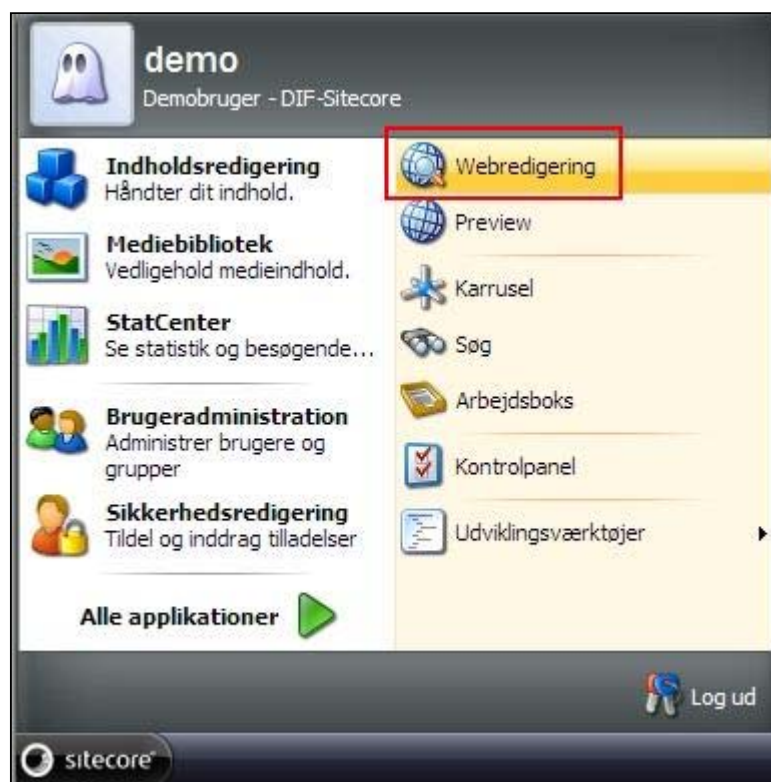 demo
Demobruger - DIF-Sitecore
Indholdsredigering
Håndter dit indhold.
Mediebibliotek
Vedligehold medieindhold.
StatCenter
Se statistik og besøgende...
Brugeradministration
Administrer brugere og
grupper
Sikkerhedsredigering
Tildel og inddrag tilladelser
Alle applikationer
Webredigering
Preview
Karrusel
Søg
Arbejdsboks
Kontrolpanel
Udviklingsværktøjer
Log ud
sitecore